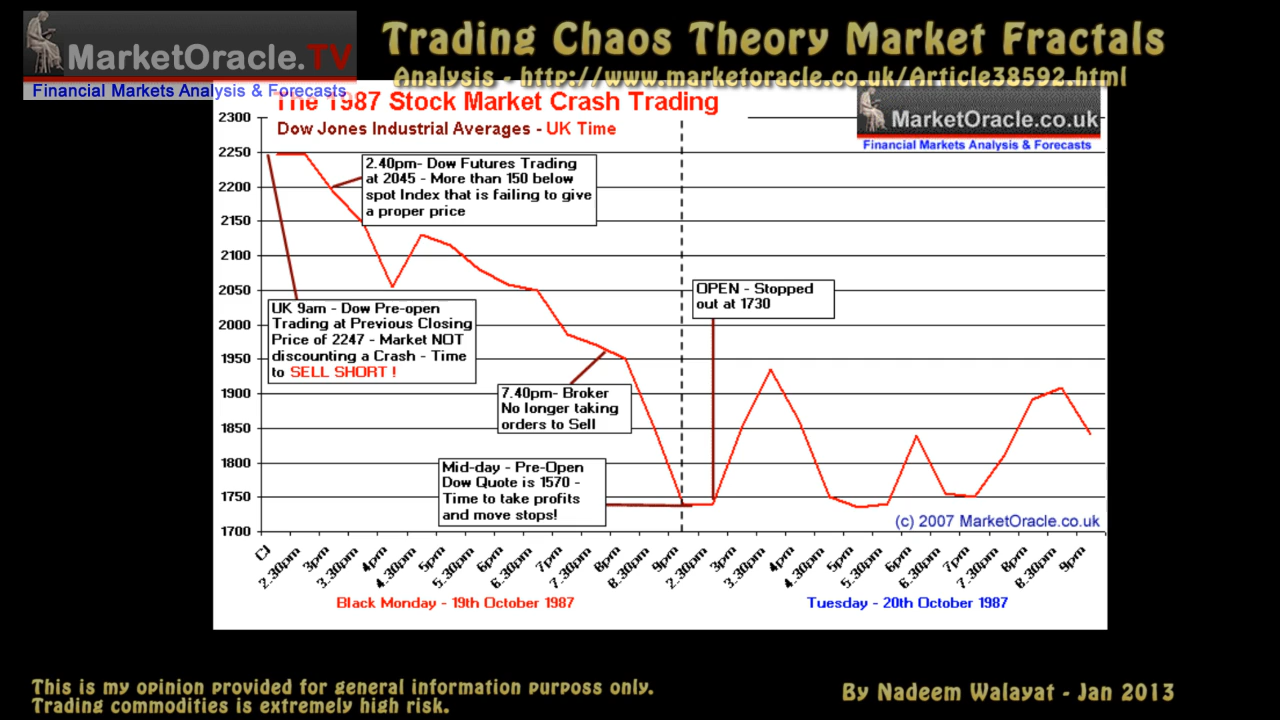 MarketOracle.TV
Financial Markets Analysis & Forecasts
Trading Chaos Theory Market Fractals
Analysis - http://www.marketoracle.co.uk/Article38592.html
The 1987 Stock Market Crash Trading
Dow Jones Industrial Averages - UK Time
MarketOracle.co.uk
Financial Markets Analysis & Forecasts
2300
2250
2200
2150
2100
2050
2000
1950
1900
1850
1800
1750
1700
2.40pm- Dow Futures Trading
at 2045 - More than 150 below
spot Index that is failing to give
a proper price
UK 9am - Dow Pre-open
Trading at Previous Closing
Price of 2247 - Market NOT
discounting a Crash - Time
to SELL SHORT !
OPEN - Stopped
out at 1730
7.40pm- Broker
No longer taking
orders to Sell
Mid-day - Pre-Open
Dow Quote is 1570 -
Time to take profits
and move stops!
(c) 2007 MarketOracle.co.uk
Cl
2.30pm
3pm
3.30pm
4pm
4.30pm
5pm
5.30pm
6pm
6.30pm
7pm
7.30pm
8pm
8.30pm
9pm
2.30pm
3pm
3.30pm
4pm
4.30pm
5pm
5.30pm
6pm
6.30pm
7pm
7.30pm
8pm
8.30pm
9pm
Black Monday - 19th October 1987
Tuesday - 20th October 1987
This is my opinion provided for general information purposs only.
Trading commodities is extremely high risk.
By Nadeem Walayat - Jan 2013